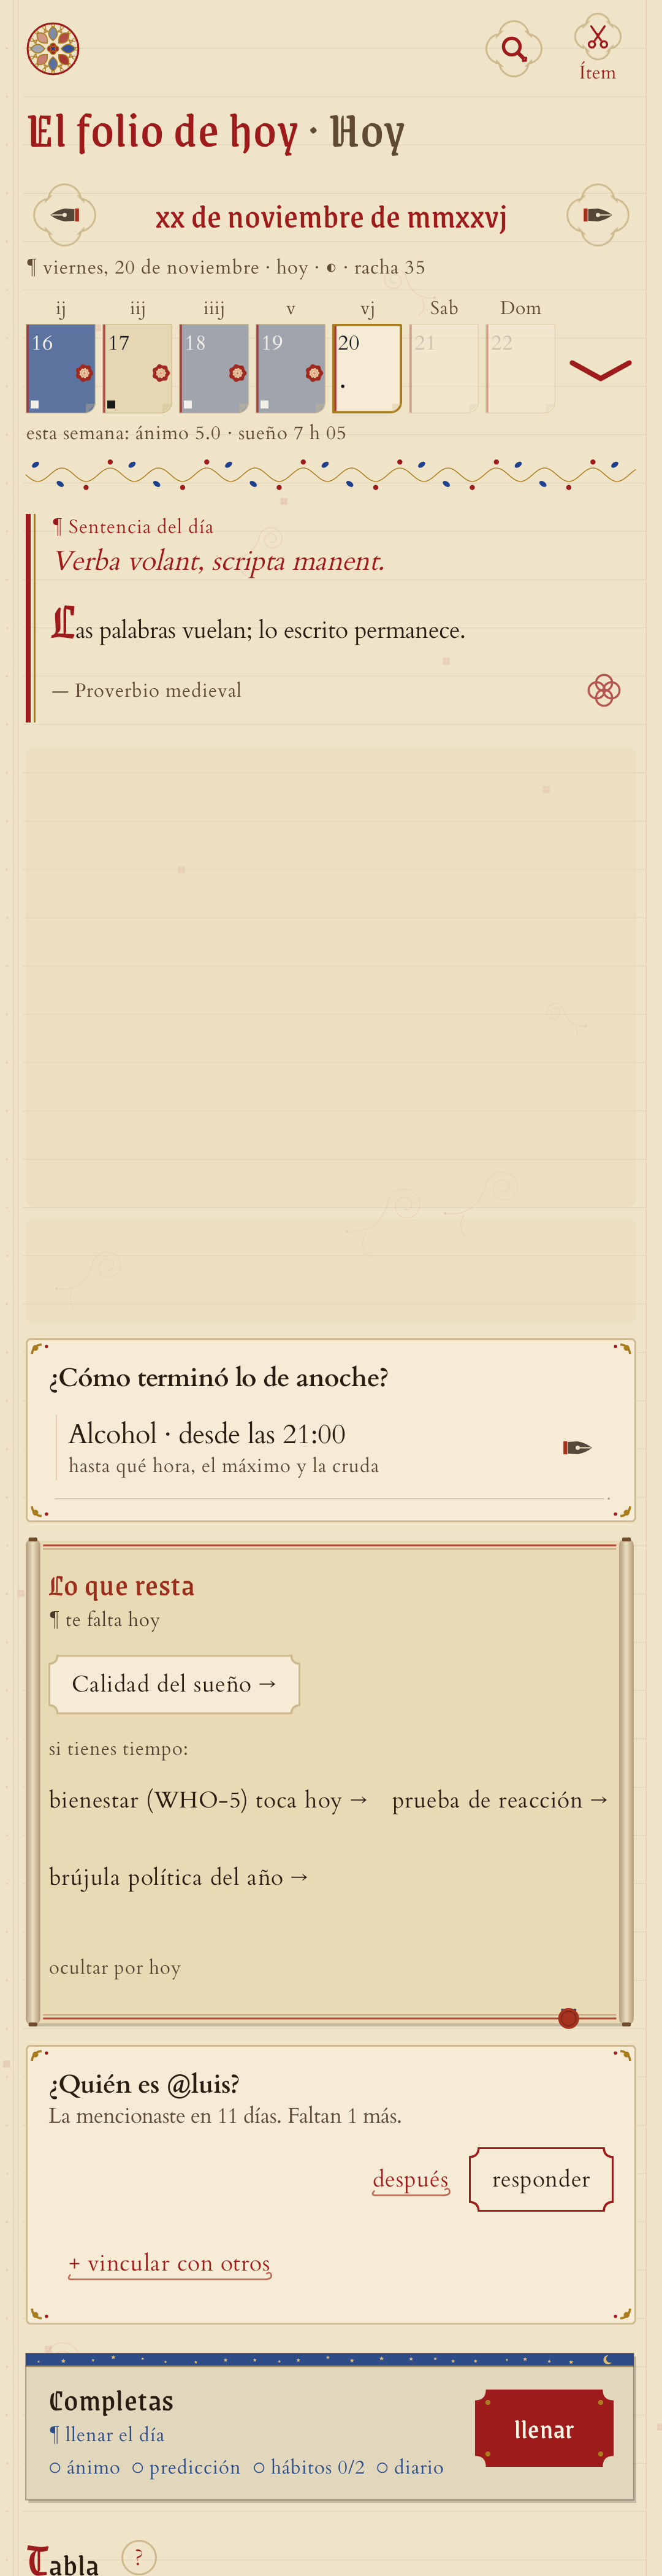 Ítem
El folio de hoy · Hoy
xx de noviembre de mmxxvj
¶ viernes, 20 de noviembre · hoy · ◐ · racha 35
ij iij iiij v vj Sab Dom
16 17 18 19 20 21 22
esta semana: ánimo 5.0 · sueño 7 h 05
¶ Sentencia del día
Verba volant, scripta manent.
Las palabras vuelan; lo escrito permanece.
— Proverbio medieval
¿Cómo terminó lo de anoche?
Alcohol · desde las 21:00
hasta qué hora, el máximo y la cruda
Lo que resta
¶ te falta hoy
Calidad del sueño →
si tienes tiempo:
bienestar (WHO-5) toca hoy → prueba de reacción →
brújula política del año →
ocultar por hoy
¿Quién es @luis?
La mencionaste en 11 días. Faltan 1 más.
después responder
+ vincular con otros
Completas
¶ llenar el día
llenar
○ ánimo ○ predicción ○ hábitos 0/2 ○ diario
Tabla ?